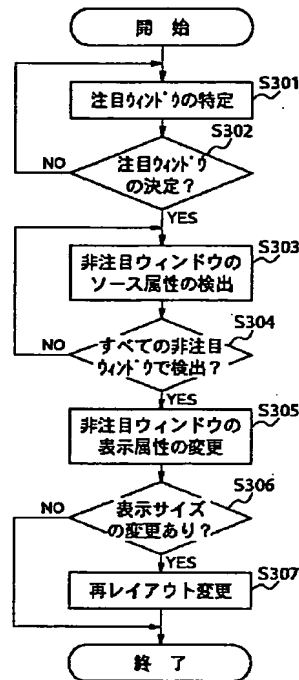 開 始
S301
注目ウィンドウの特定
S302
注目ウィンドウ
の決定？
NO
YES
S303
非注目ウィンドウの
ソース属性の検出
S304
すべての非注目
ウィンドウで検出？
NO
YES
S305
非注目ウィンドウの
表示属性の変更
S306
表示サイズ
の変更あり？
NO
YES
S307
再レイアウト変更
終 了